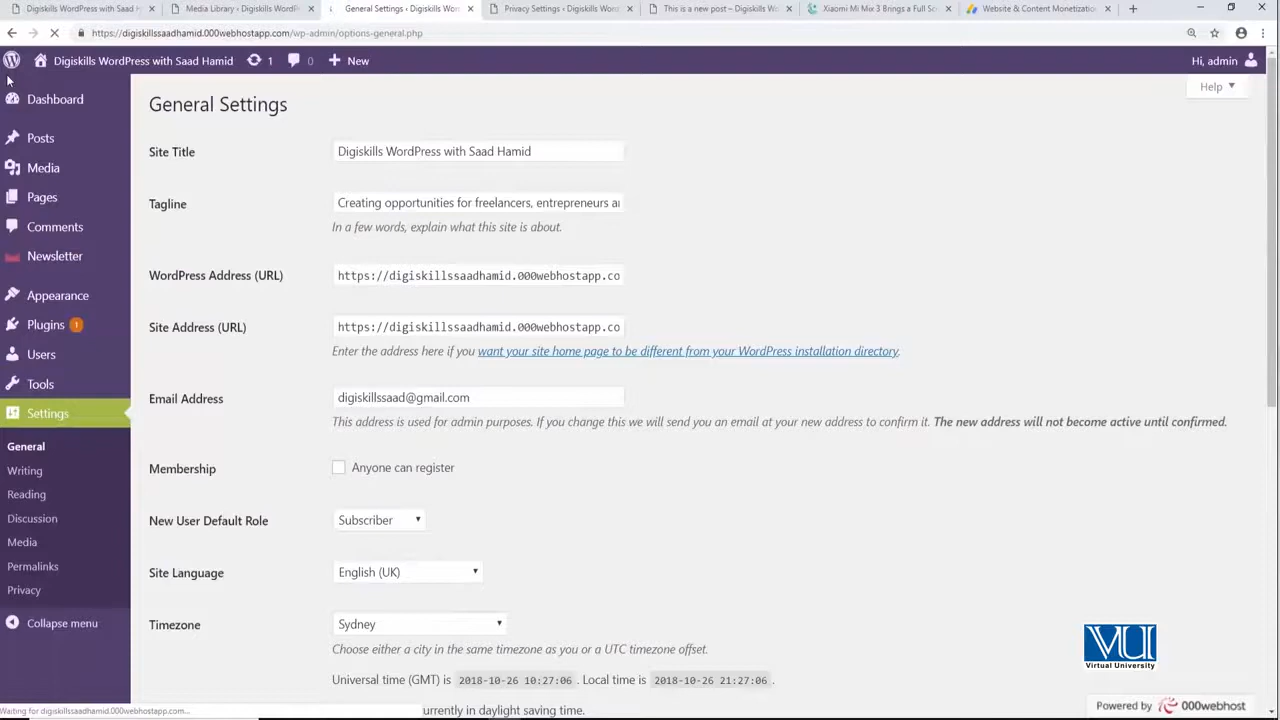 Digiskills WordPress with Saad H
Media Library ‹ Digiskills WordPr
General Settings ‹ Digiskills Wor
Privacy Settings ‹ Digiskills Wor
This is a new post – Digiskills Wo
Xiaomi Mi Mix 3 Brings a Full Sc
Website & Content Monetization
https://digiskillssaadhamid.000webhostapp.com/wp-admin/options-general.php
Digiskills WordPress with Saad Hamid 1 0 New Hi, admin
Help
Dashboard
Posts
Media
Pages
Comments
Newsletter
Appearance
Plugins 1
Users
Tools
Settings
General
Writing
Reading
Discussion
Media
Permalinks
Privacy
Collapse menu
General Settings
Site Title Digiskills WordPress with Saad Hamid
Tagline Creating opportunities for freelancers, entrepreneurs a
In a few words, explain what this site is about.
WordPress Address (URL) https://digiskillssaadhamid.000webhostapp.co
Site Address (URL) https://digiskillssaadhamid.000webhostapp.co
Enter the address here if you want your site home page to be different from your WordPress installation directory.
Email Address digiskillssaad@gmail.com
This address is used for admin purposes. If you change this we will send you an email at your new address to confirm it. The new address will not become active until confirmed.
Membership Anyone can register
New User Default Role Subscriber
Site Language English (UK)
Timezone Sydney
Choose either a city in the same timezone as you or a UTC timezone offset.
Universal time (GMT) is 2018-10-26 10:27:06 . Local time is 2018-10-26 21:27:06 .
urrently in daylight saving time.
Waiting for digiskillssaadhamid.000webhostapp.com...
VU
Virtual University
Powered by 000webhost